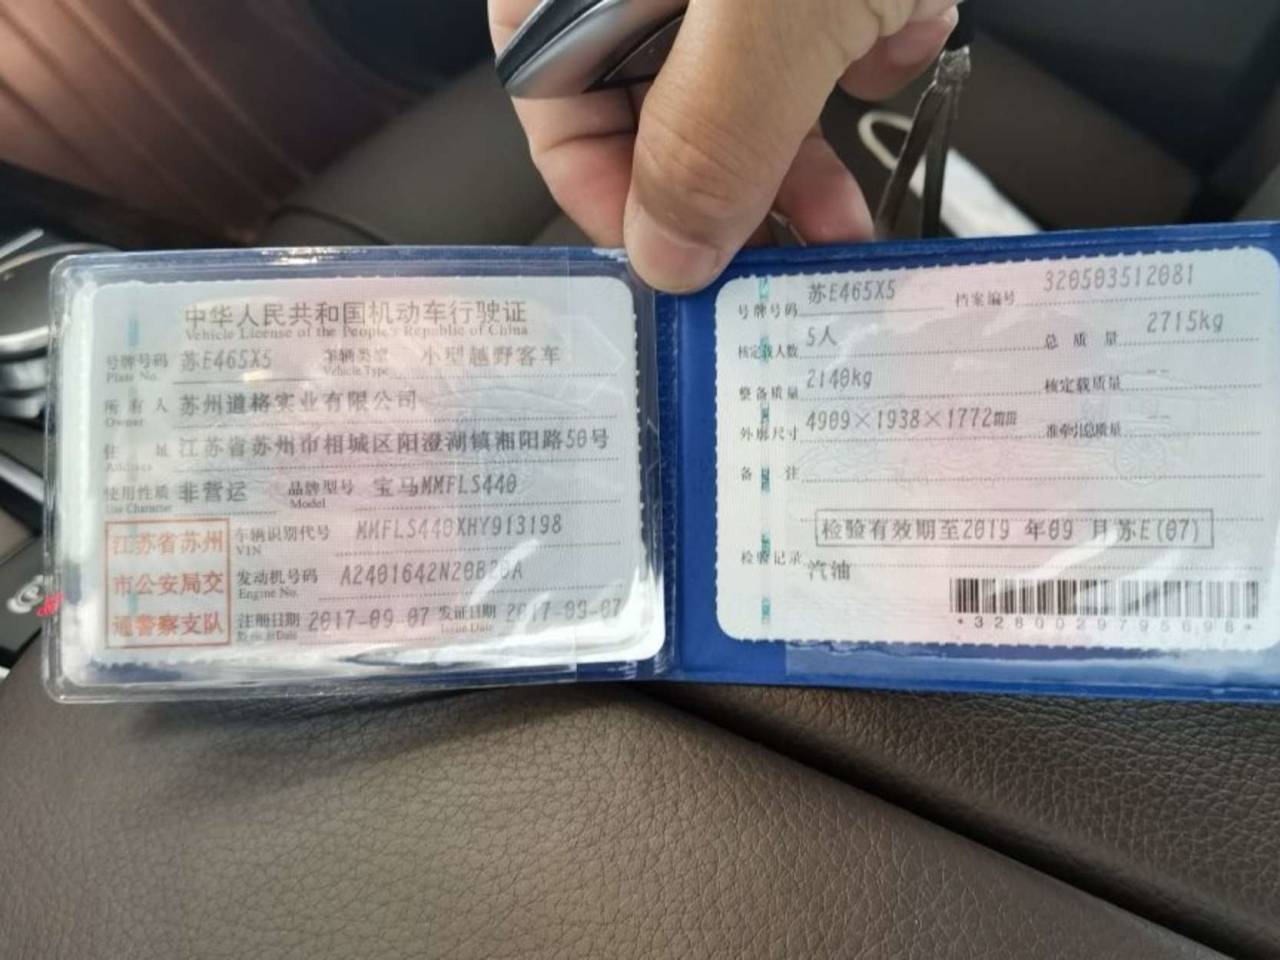 中华人民共和国机动车行驶证
Vehicle License of the People's Republic of China
号牌号码 苏E465X5 车辆类型 小型越野客车
Plate No. Vehicle Type
所有人 苏州道格实业有限公司
Owner
住址 江苏省苏州市相城区阳澄湖镇湘阳路50号
Address
使用性质 非营运 品牌型号 宝马MMFLS440
Use Character Model
江苏省苏州
市公安局交
通警察支队
车辆识别代号 MMFLS440XHY913198
VIN
发动机号码 A2401642N20B20A
Engine No.
注册日期 2017-09-07 发证日期 2017-09-07
Register Date Issue Date
号牌号码 苏E465X5 档案编号 320503512081
核定载人数 5人 总质量 2715kg
整备质量 2140kg 核定载质量 --
外廓尺寸 4909×1938×1772mm 准牵引总质量 --
备注
检验有效期至2019 年09 月苏E(07)
检验记录
汽油
*3280029795698*